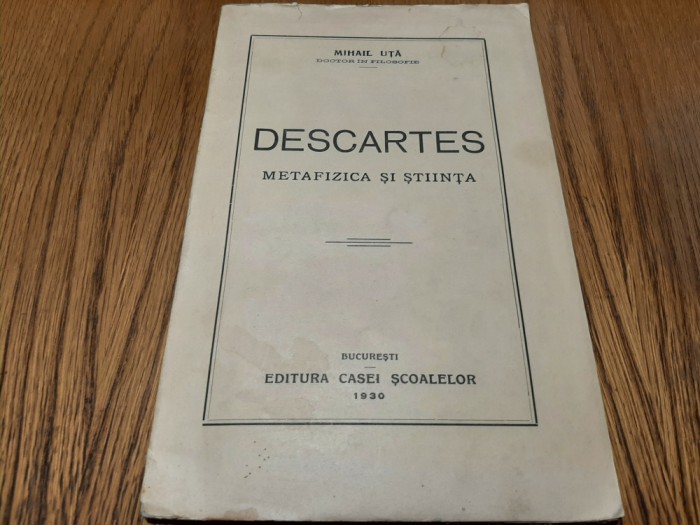 MIHAIL UȚĂ
DOCTOR ÎN FILOSOFIE
DESCARTES
METAFIZICA ȘI ȘTIINȚA
BUCUREȘTI
EDITURA CASEI ȘCOALELOR
1930